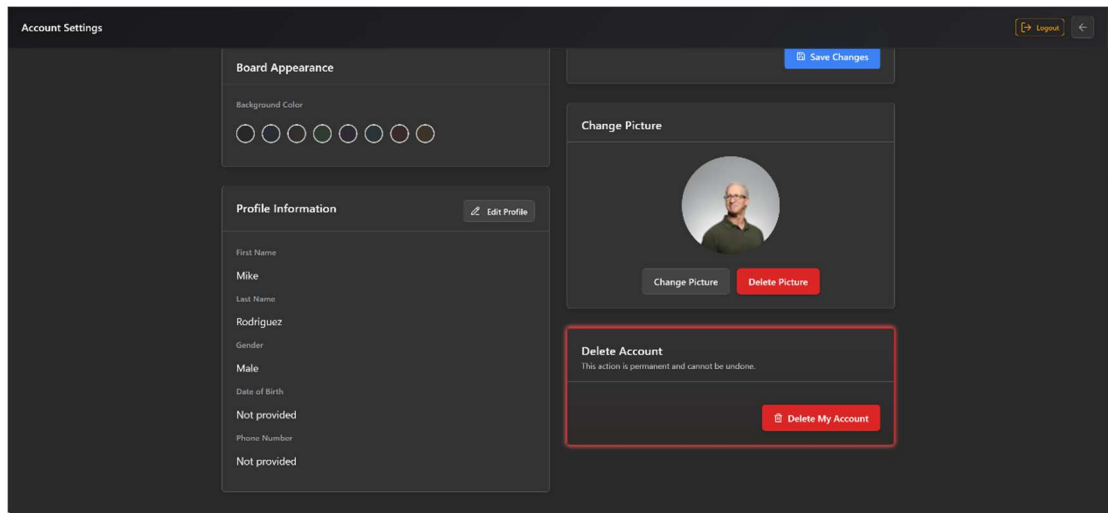 Account Settings
Logout
Board Appearance
Background Color
Profile Information
Edit Profile
First Name
Mike
Last Name
Rodriguez
Gender
Male
Date of Birth
Not provided
Phone Number
Not provided
Save Changes
Change Picture
Change Picture
Delete Picture
Delete Account
This action is permanent and cannot be undone.
Delete My Account